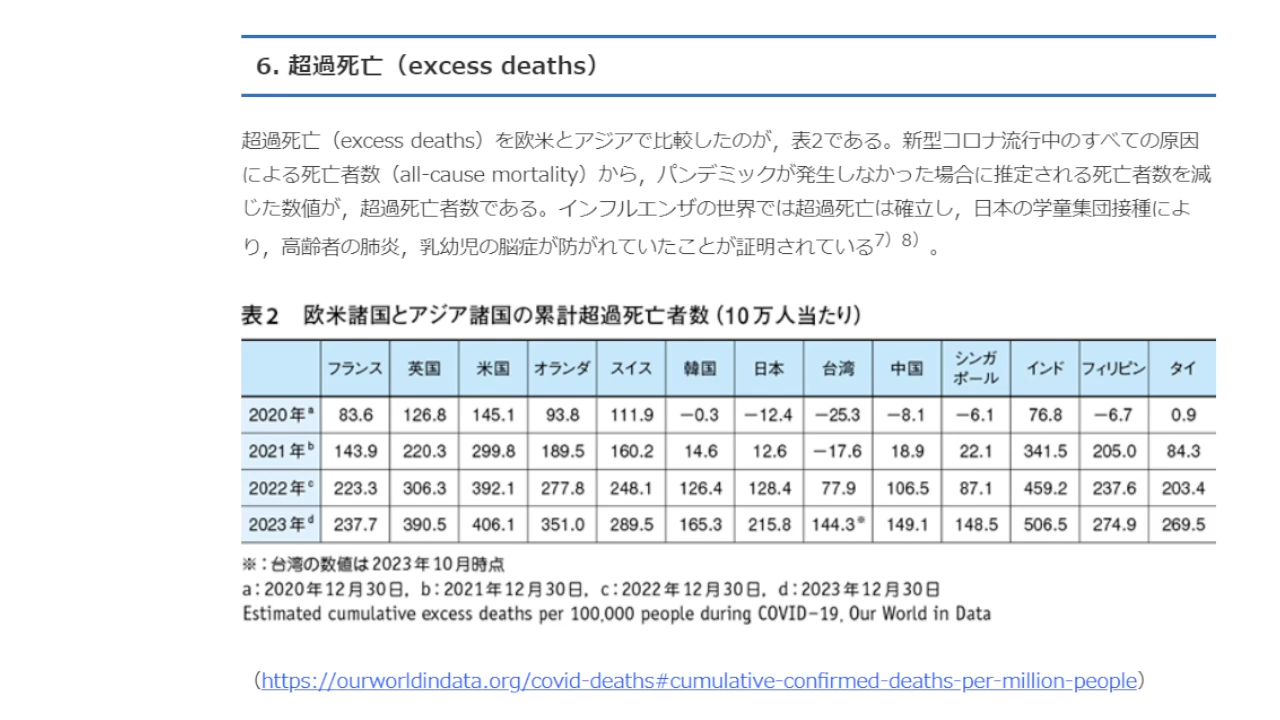 6. 超過死亡（excess deaths）
超過死亡（excess deaths）を欧米とアジアで比較したのが，表2である。新型コロナ流行中のすべての原因
による死亡者数（all-cause mortality）から，パンデミックが発生しなかった場合に推定される死亡者数を減
じた数値が，超過死亡者数である。インフルエンザの世界では超過死亡は確立し，日本の学童集団接種によ
り，高齢者の肺炎，乳幼児の脳症が防がれていたことが証明されている7）8）。
表2 欧米諸国とアジア諸国の累計超過死亡者数（10万人当たり）
フランス 英国 米国 オランダ スイス 韓国 日本 台湾 中国 シンガポール インド フィリピン タイ
2020年a 83.6 126.8 145.1 93.8 111.9 −0.3 −12.4 −25.3 −8.1 −6.1 76.8 −6.7 0.9
2021年b 143.9 220.3 299.8 189.5 160.2 14.6 12.6 −17.6 18.9 22.1 341.5 205.0 84.3
2022年c 223.3 306.3 392.1 277.8 248.1 126.4 128.4 77.9 106.5 87.1 459.2 237.6 203.4
2023年d 237.7 390.5 406.1 351.0 289.5 165.3 215.8 144.3※ 149.1 148.5 506.5 274.9 269.5
※：台湾の数値は2023年10月時点
a：2020年12月30日，b：2021年12月30日，c：2022年12月30日，d：2023年12月30日
Estimated cumulative excess deaths per 100,000 people during COVID-19, Our World in Data
（https://ourworldindata.org/covid-deaths#cumulative-confirmed-deaths-per-million-people）